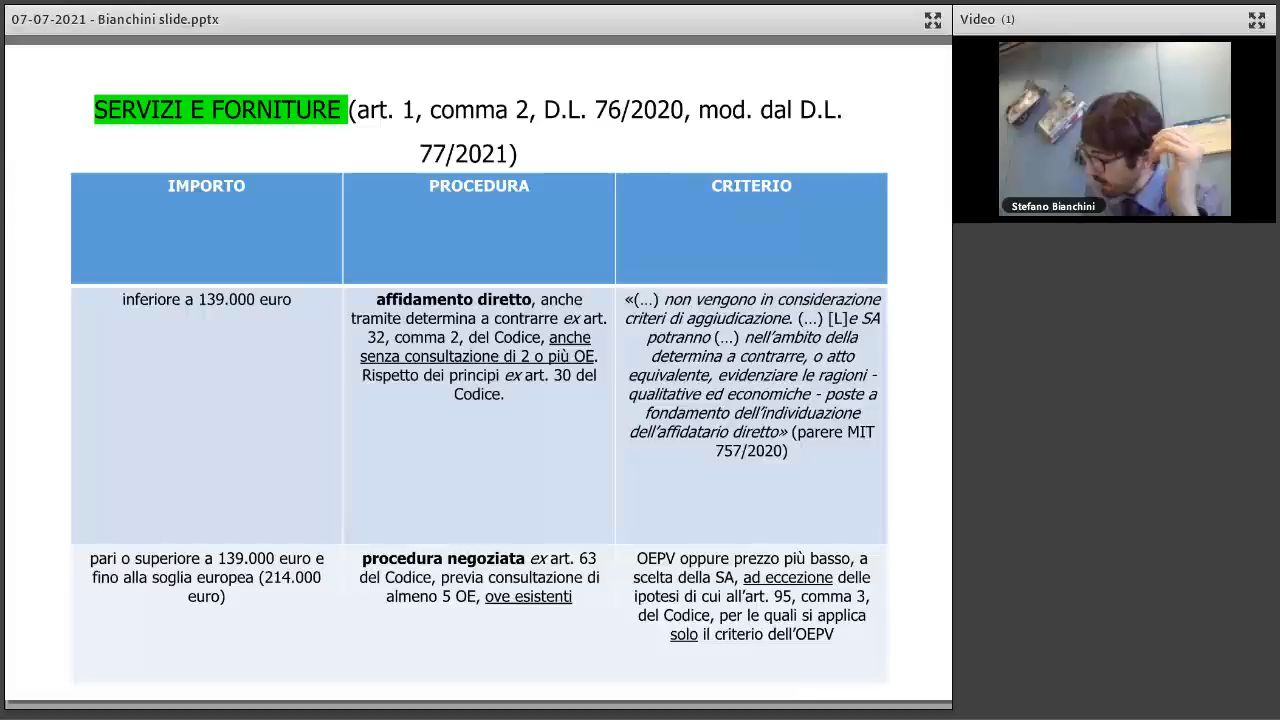 07-07-2021 - Bianchini slide.pptx
Video (1)
SERVIZI E FORNITURE (art. 1, comma 2, D.L. 76/2020, mod. dal D.L.
77/2021)
IMPORTO
PROCEDURA
CRITERIO
inferiore a 139.000 euro
affidamento diretto, anche
tramite determina a contrarre ex art.
32, comma 2, del Codice, anche
senza consultazione di 2 o più OE.
Rispetto dei principi ex art. 30 del
Codice.
«(…) non vengono in considerazione
criteri di aggiudicazione. (…) [L]e SA
potranno (…) nell’ambito della
determina a contrarre, o atto
equivalente, evidenziare le ragioni -
qualitative ed economiche - poste a
fondamento dell’individuazione
dell’affidatario diretto» (parere MIT
757/2020)
pari o superiore a 139.000 euro e
fino alla soglia europea (214.000
euro)
procedura negoziata ex art. 63
del Codice, previa consultazione di
almeno 5 OE, ove esistenti
OEPV oppure prezzo più basso, a
scelta della SA, ad eccezione delle
ipotesi di cui all’art. 95, comma 3,
del Codice, per le quali si applica
solo il criterio dell’OEPV
Stefano Bianchini